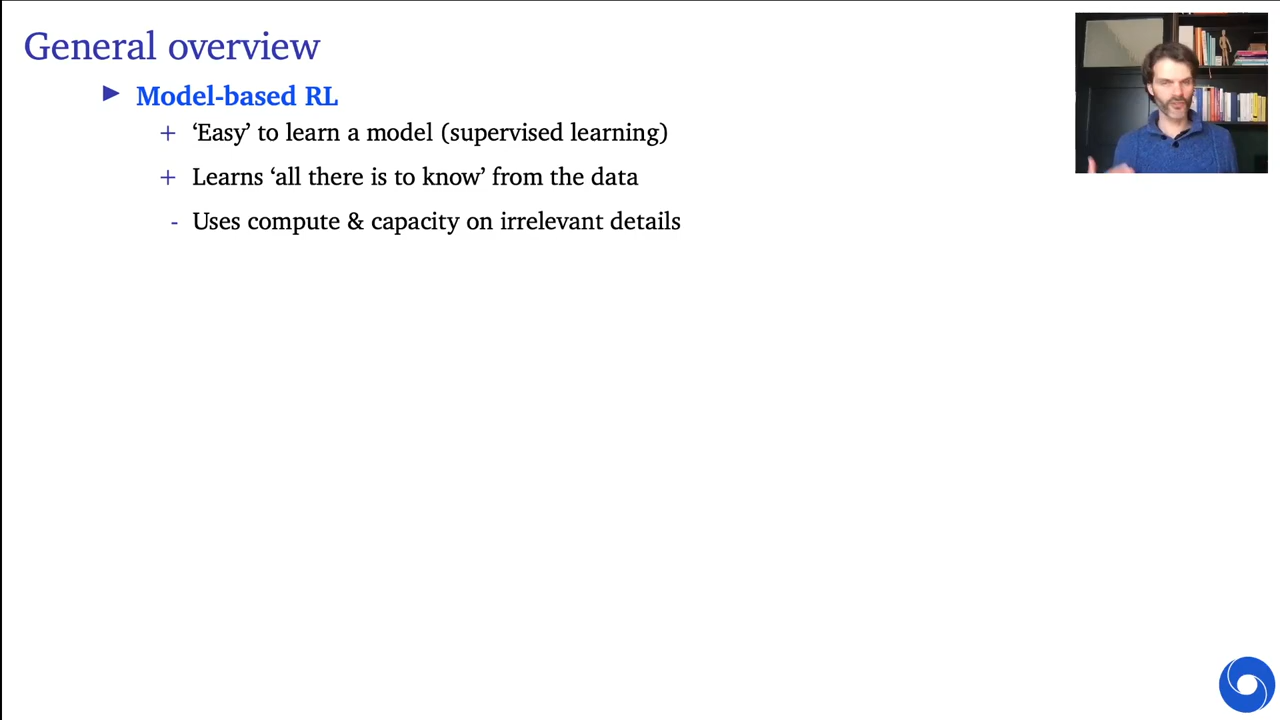 General overview
▶ Model-based RL
+ ‘Easy’ to learn a model (supervised learning)
+ Learns ‘all there is to know’ from the data
- Uses compute & capacity on irrelevant details